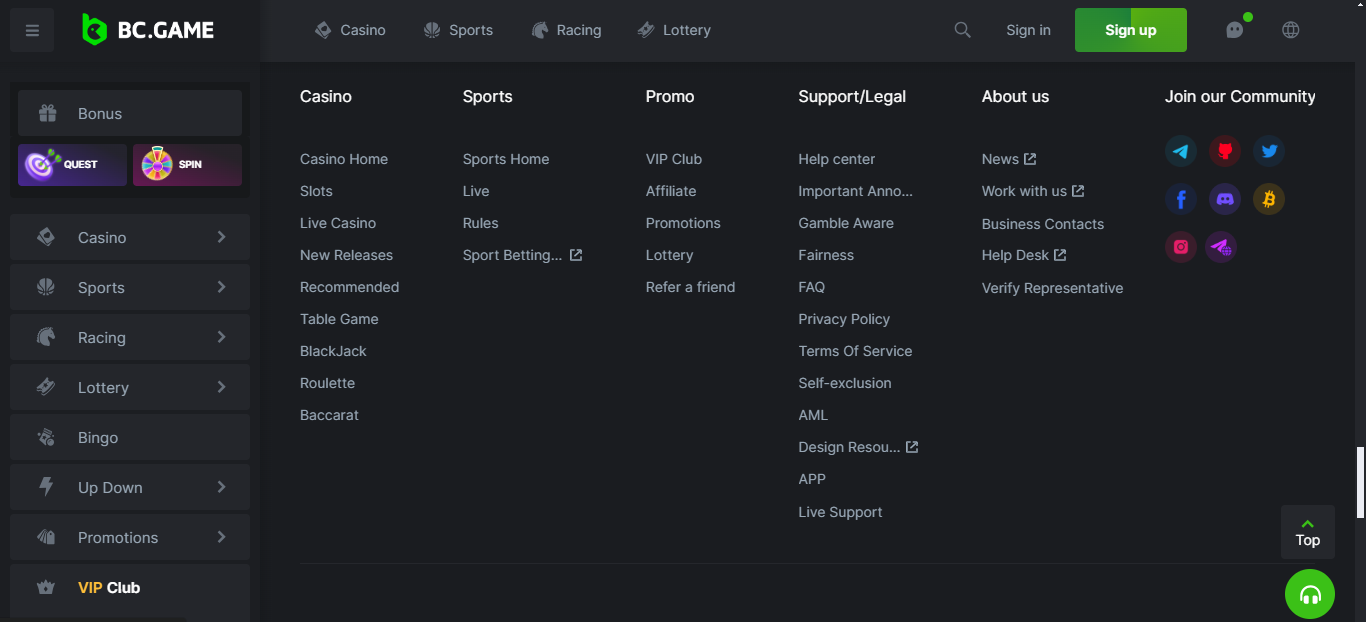 BC.GAME
Casino
Sports
Racing
Lottery
Sign in
Sign up
Bonus
QUEST
SPIN
Casino
Sports
Racing
Lottery
Bingo
Up Down
Promotions
VIP Club
Casino
Casino Home
Slots
Live Casino
New Releases
Recommended
Table Game
BlackJack
Roulette
Baccarat
Sports
Sports Home
Live
Rules
Sport Betting...
Promo
VIP Club
Affiliate
Promotions
Lottery
Refer a friend
Support/Legal
Help center
Important Anno...
Gamble Aware
Fairness
FAQ
Privacy Policy
Terms Of Service
Self-exclusion
AML
Design Resou...
APP
Live Support
About us
News
Work with us
Business Contacts
Help Desk
Verify Representative
Join our Community
Top